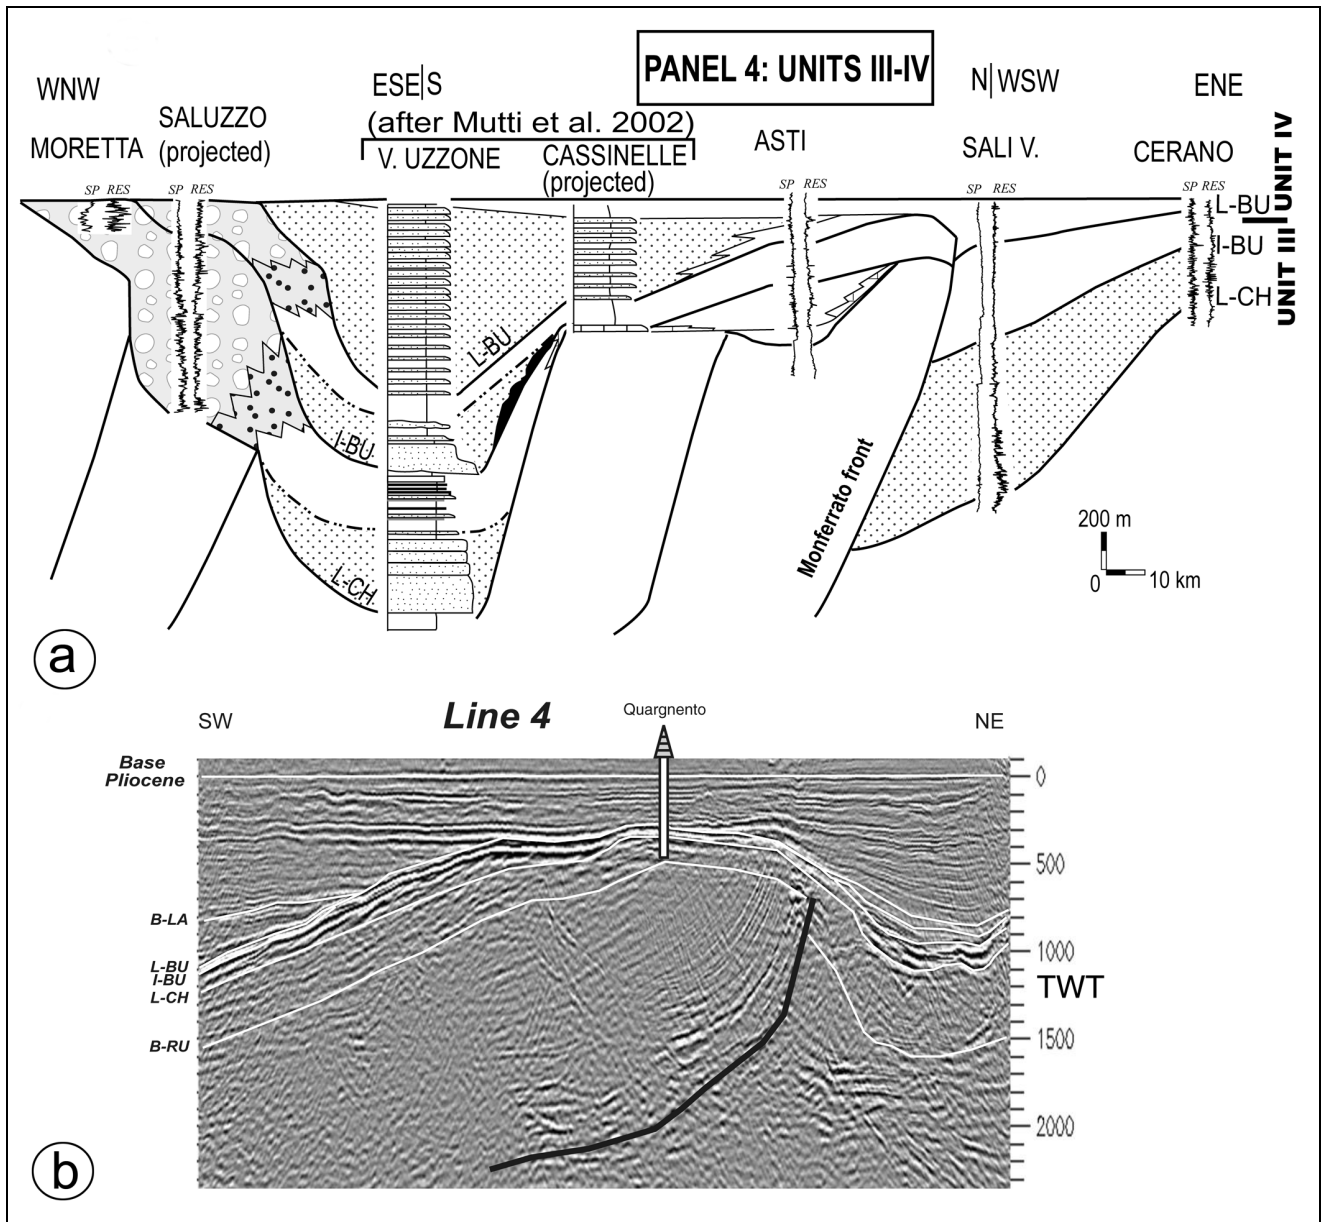 PANEL 4: UNITS III-IV
WNW
ESE|S
N|WSW
ENE
(after Mutti et al. 2002)
MORETTA
SALUZZO
(projected)
V. UZZONE
CASSINELLE
(projected)
ASTI
SALI V.
CERANO
SP RES
SP RES
SP RES
SP RES
SP RES
L-BU
I-BU
L-CH
UNIT IV
UNIT III
L-BU
I-BU
L-CH
Monferrato front
200 m
0
10 km
a
SW
Line 4
Quargnento
NE
Base
Pliocene
B-LA
L-BU
I-BU
L-CH
B-RU
0
500
1000
TWT
1500
2000
b